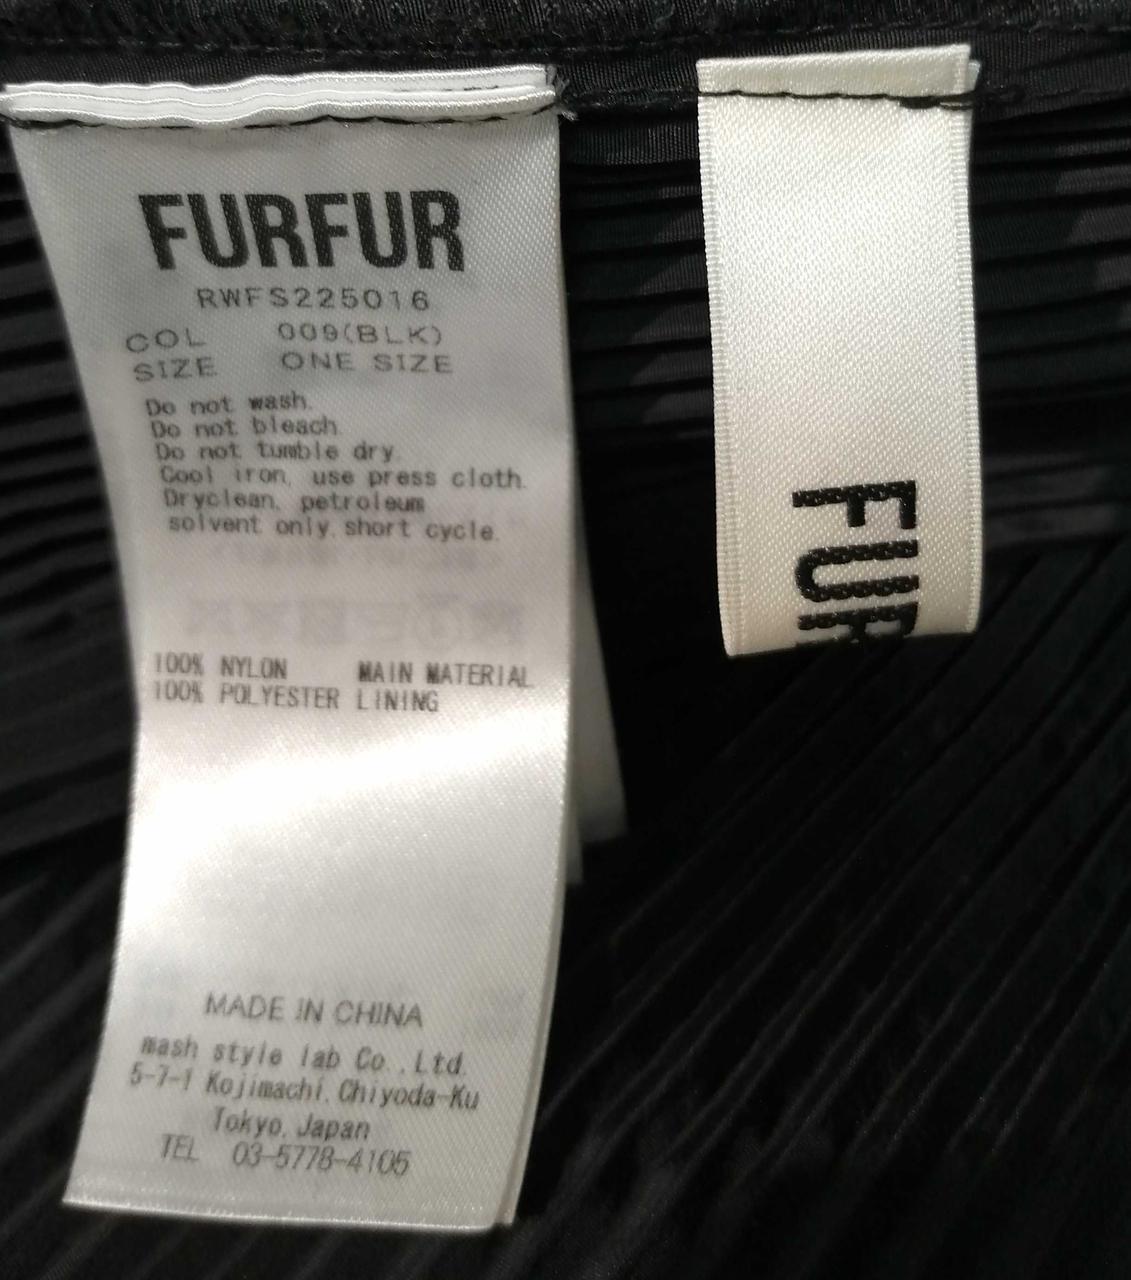 FURFUR
RWFS225016
COL 009(BLK)
SIZE ONE SIZE
Do not wash.
Do not bleach.
Do not tumble dry.
Cool iron, use press cloth.
Dryclean, petroleum
solvent only, short cycle.
100% NYLON MAIN MATERIAL
100% POLYESTER LINING
MADE IN CHINA
mash style lab Co.,Ltd.
5-7-1 Kojimachi, Chiyoda-Ku
Tokyo, Japan
TEL 03-5778-4105
FUR